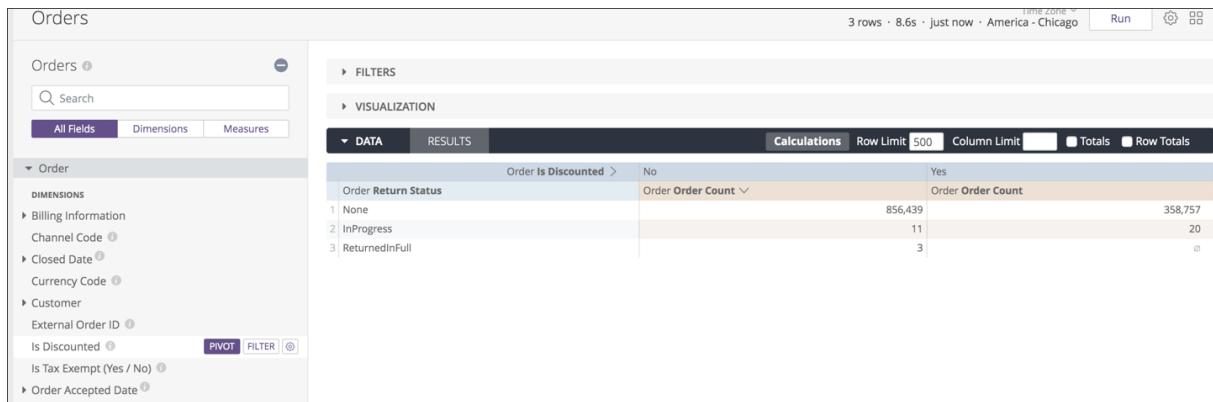 Orders
Time Zone
3 rows · 8.6s · just now · America - Chicago
Run
Orders
Search
All Fields Dimensions Measures
Order
DIMENSIONS
Billing Information
Channel Code
Closed Date
Currency Code
Customer
External Order ID
Is Discounted PIVOT FILTER
Is Tax Exempt (Yes / No)
Order Accepted Date
FILTERS
VISUALIZATION
DATA RESULTS Calculations Row Limit 500 Column Limit Totals Row Totals
Order Is Discounted No Yes
Order Return Status Order Order Count Order Order Count
1 None 856,439 358,757
2 InProgress 11 20
3 ReturnedInFull 3 ∅